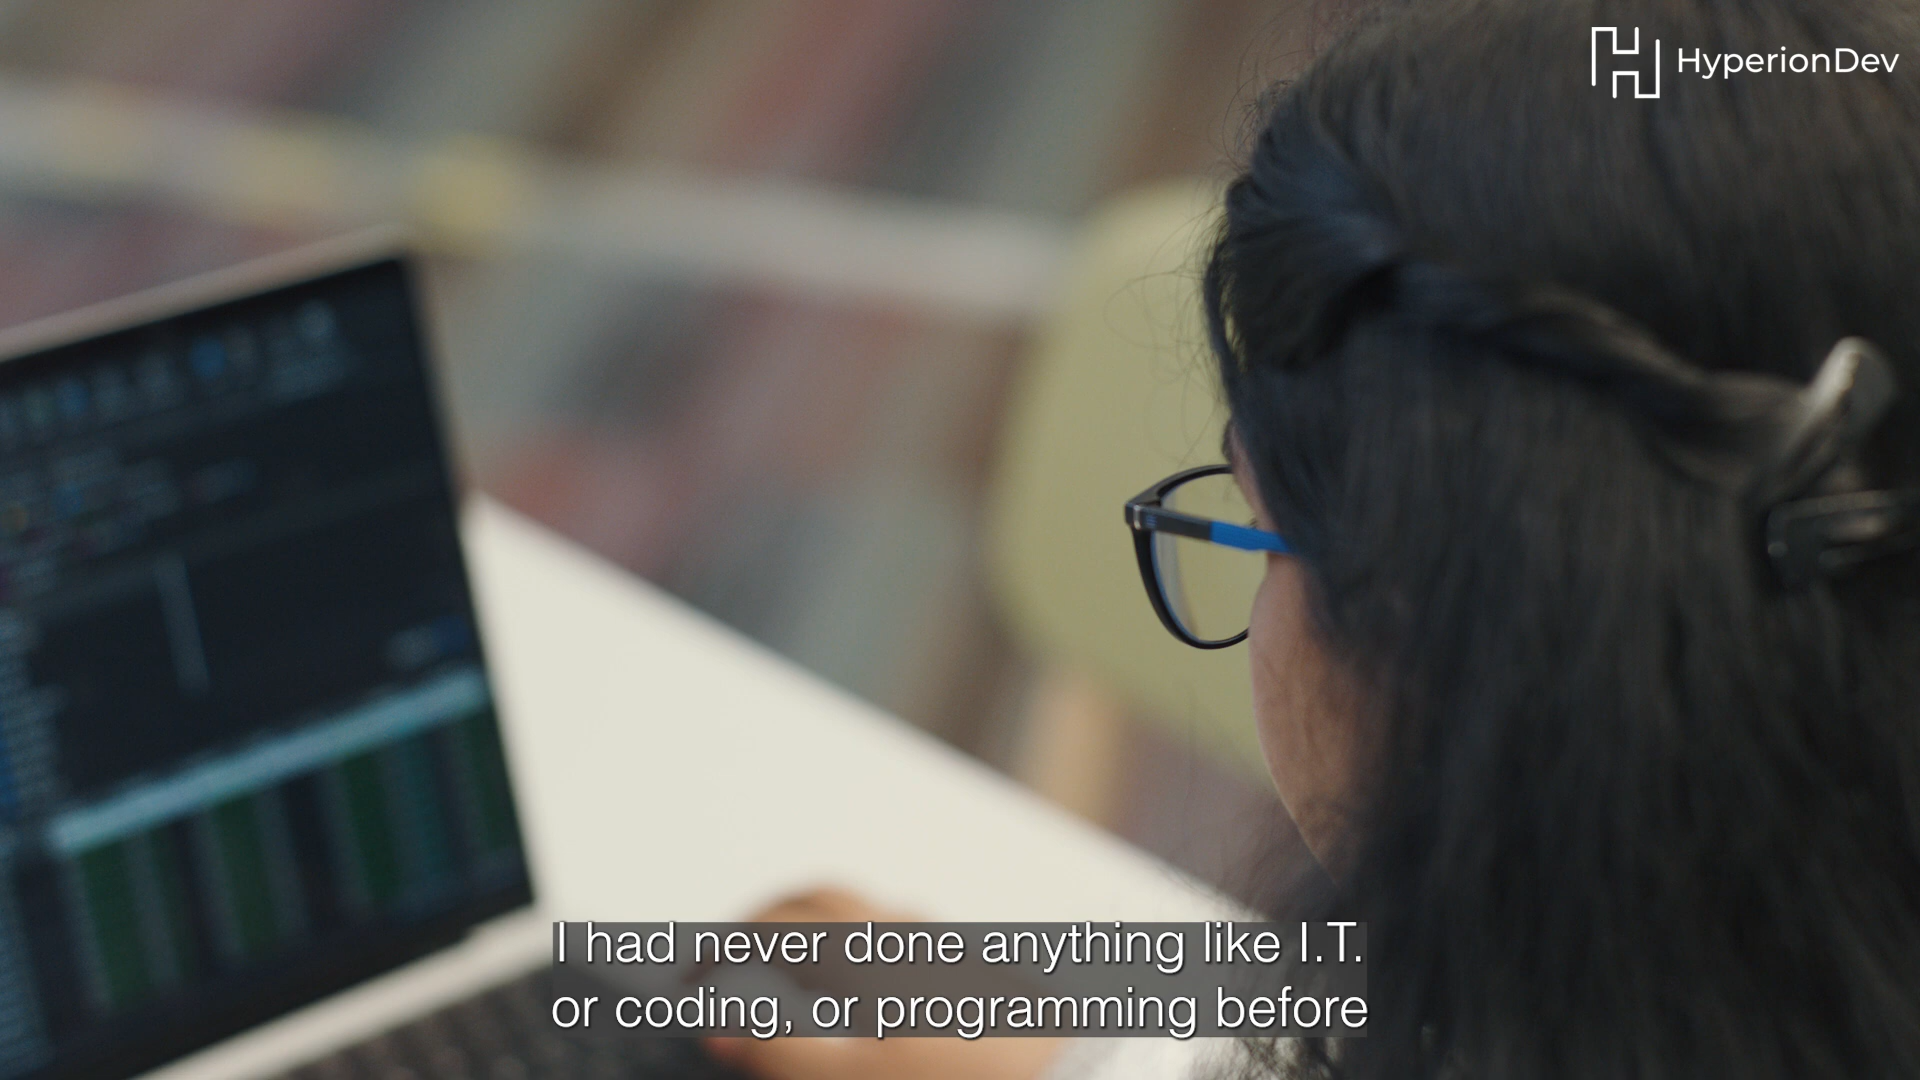 HyperionDev
I had never done anything like I.T.
or coding, or programming before